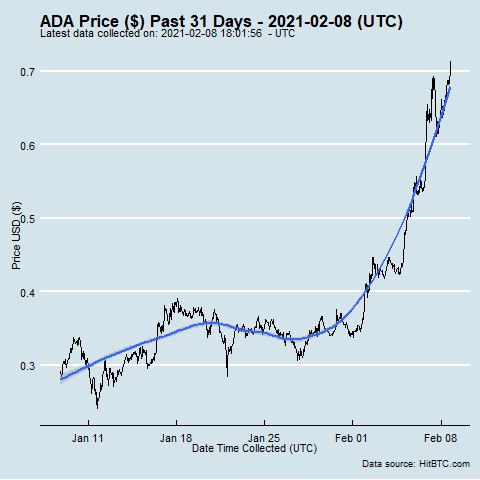 ADA Price ($) Past 31 Days - 2021-02-08 (UTC)
Latest data collected on: 2021-02-08 18:01:56 - UTC
0.7
0.6
0.5
0.4
0.3
Price USD ($)
Jan 11 Jan 18 Jan 25 Feb 01 Feb 08
Date Time Collected (UTC)
Data source: HitBTC.com